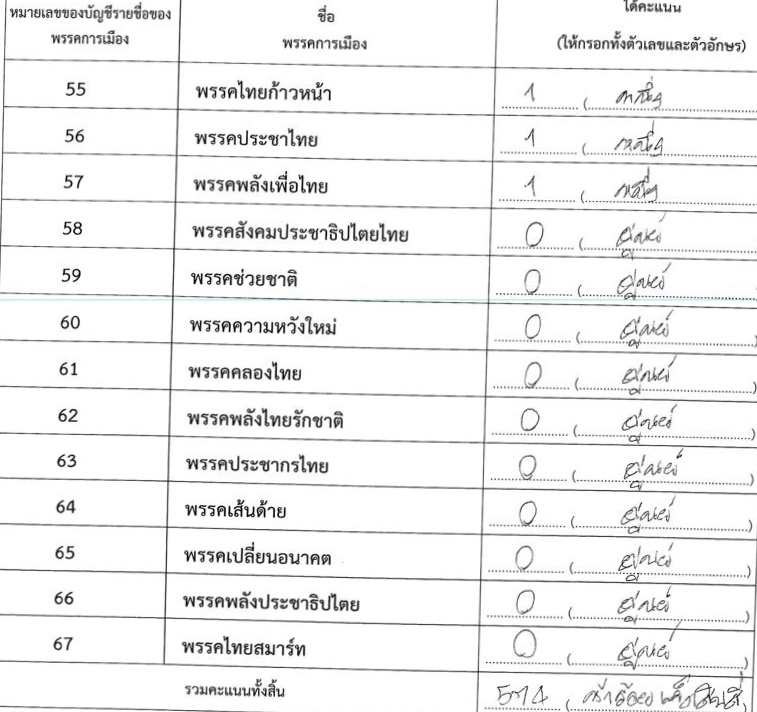 หมายเลขของบัญชีรายชื่อของ ชื่อ ได้คะแนน
พรรคการเมือง พรรคการเมือง (ให้กรอกทั้งตัวเลขและตัวอักษร)
55 พรรคไทยก้าวหน้า 1 ( หนึ่ง
56 พรรคประชาไทย 1 ( หนึ่ง
57 พรรคพลังเพื่อไทย 1 ( หนึ่ง
58 พรรคสังคมประชาธิปไตยไทย 0 ( ศูนย์
59 พรรคช่วยชาติ 0 ( ศูนย์
60 พรรคความหวังใหม่ 0 ( ศูนย์ )
61 พรรคคลองไทย 0 ( ศูนย์ )
62 พรรคพลังไทยรักชาติ 0 ( ศูนย์ )
63 พรรคประชากรไทย 0 ( ศูนย์ )
64 พรรคเส้นด้าย 0 ( ศูนย์ )
65 พรรคเปลี่ยนอนาคต 0 ( ศูนย์ )
66 พรรคพลังประชาธิปไตย 0 ( ศูนย์ )
67 พรรคไทยสมาร์ท 0 ( ศูนย์ )
รวมคะแนนทั้งสิ้น 574 ( ห้าร้อยเจ็ดสิบสี่